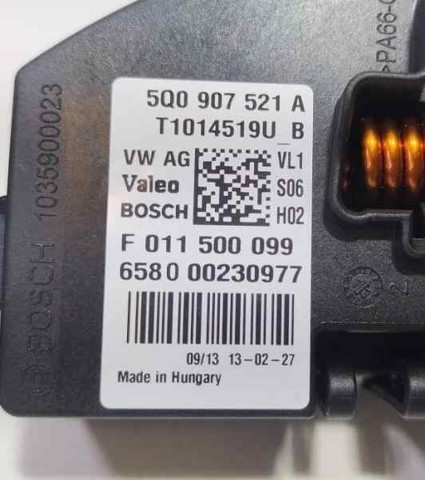 5Q0 907 521 A
T1014519U_B
VW AG VL1
Valeo S06
BOSCH H02
F 011 500 099
658 0 00230977
09/13 13-02-27
Made in Hungary
BOSCH 1035900023
>PA66-
2